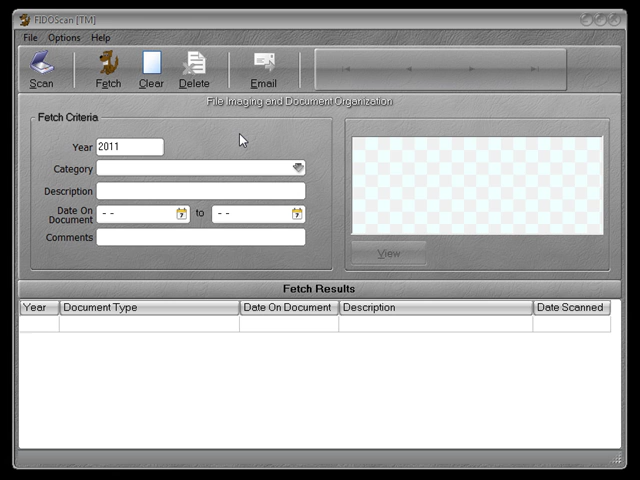 FIDOScan [TM]
File Options Help
Scan Fetch Clear Delete Email
File Imaging and Document Organization
Fetch Criteria
Year 2011
Category
Description
Date On Document - - 7 to - - 7
Comments
View
Fetch Results
Year Document Type Date On Document Description Date Scanned